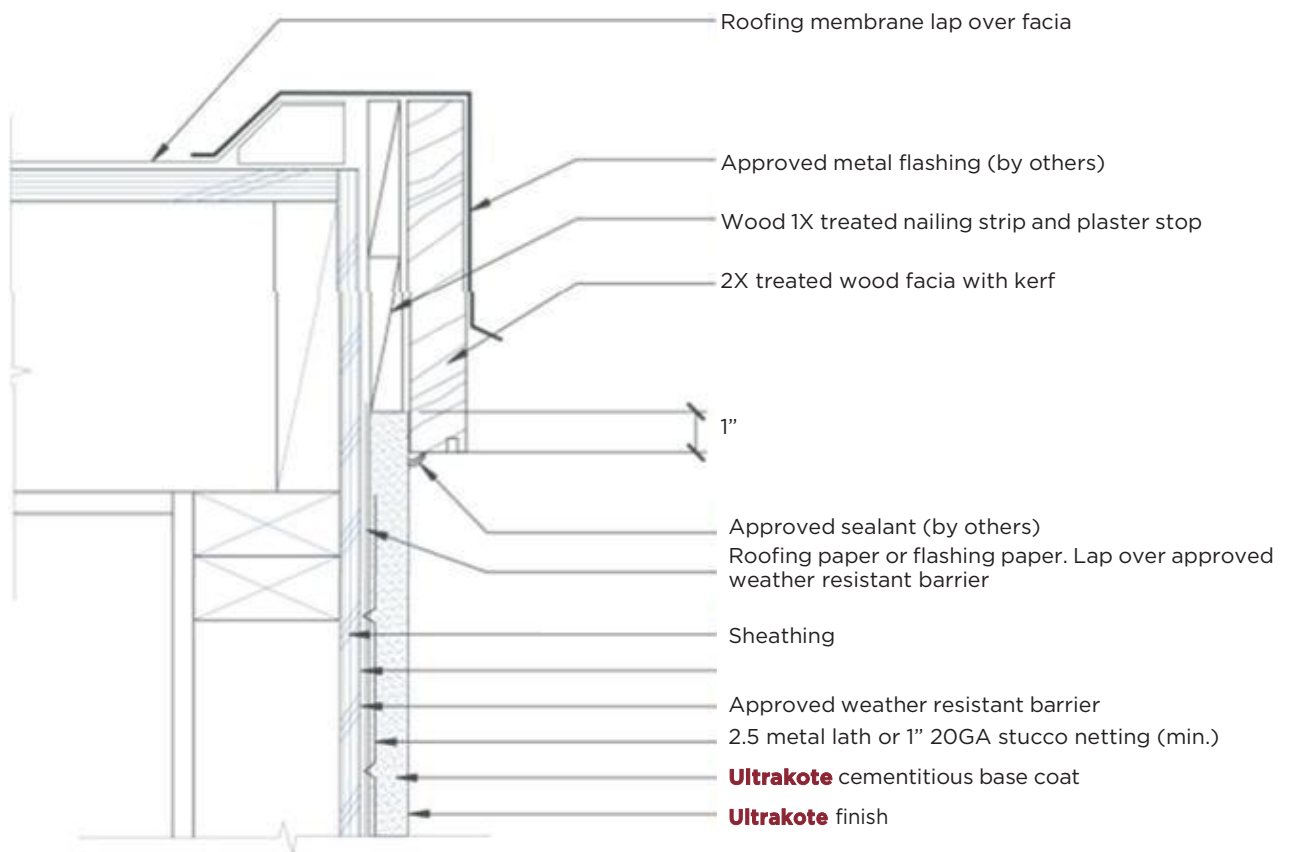 Roofing membrane lap over facia
Approved metal flashing (by others)
Wood 1X treated nailing strip and plaster stop
2X treated wood facia with kerf
1”
Approved sealant (by others)
Roofing paper or flashing paper. Lap over approved
weather resistant barrier
Sheathing
Approved weather resistant barrier
2.5 metal lath or 1” 20GA stucco netting (min.)
Ultrakote cementitious base coat
Ultrakote finish